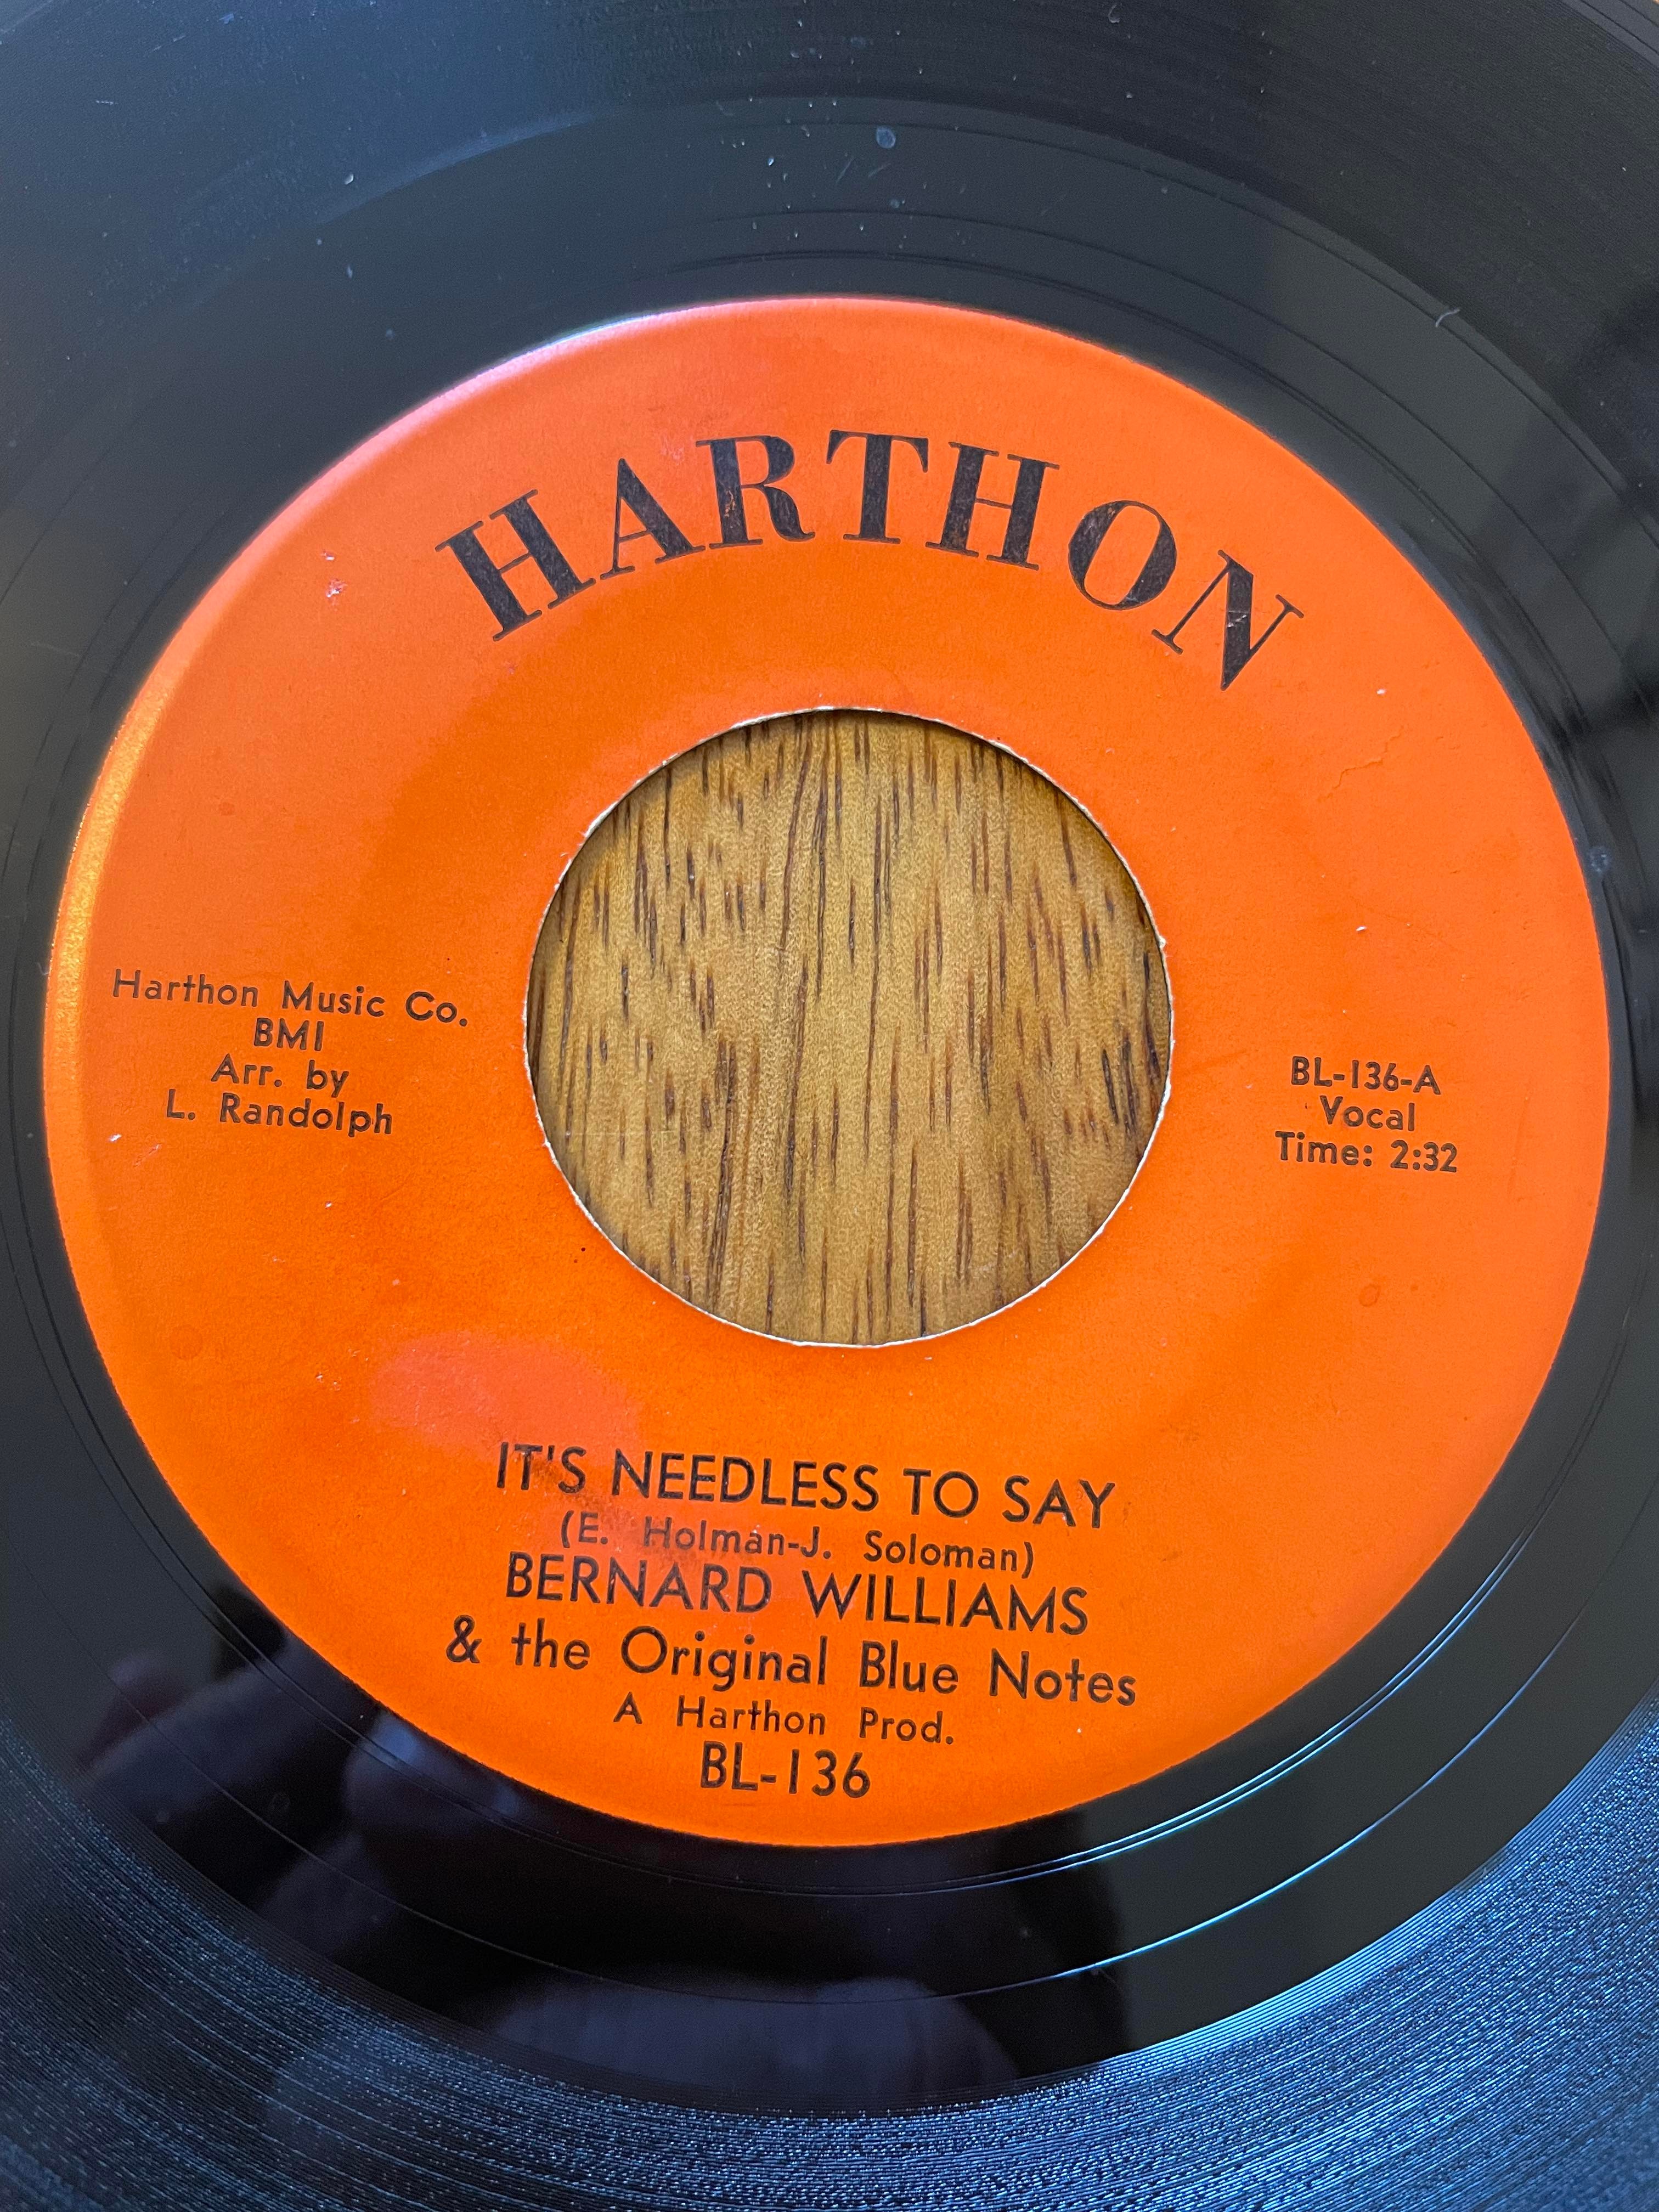 HARTHON
Harthon Music Co.
BMI
Arr. by
L. Randolph
BL-136-A
Vocal
Time: 2:32
IT'S NEEDLESS TO SAY
(E. Holman-J. Soloman)
BERNARD WILLIAMS
& the Original Blue Notes
A Harthon Prod.
BL-136